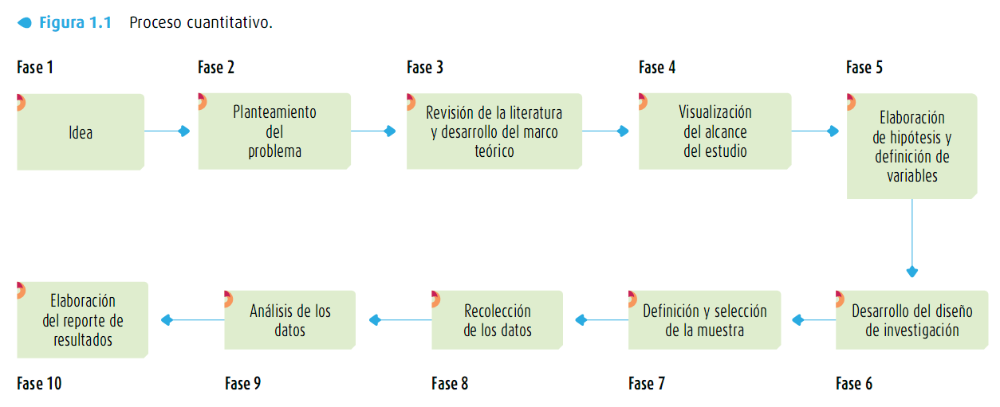 Figura 1.1 Proceso cuantitativo.
Fase 1
Fase 2
Fase 3
Fase 4
Fase 5
Idea
Planteamiento
del
problema
Revisión de la literatura
y desarrollo del marco
teórico
Visualización
del alcance
del estudio
Elaboración
de hipótesis y
definición de
variables
Desarrollo del diseño
de investigación
Definición y selección
de la muestra
Recolección
de los datos
Análisis de los
datos
Elaboración
del reporte de
resultados
Fase 10
Fase 9
Fase 8
Fase 7
Fase 6